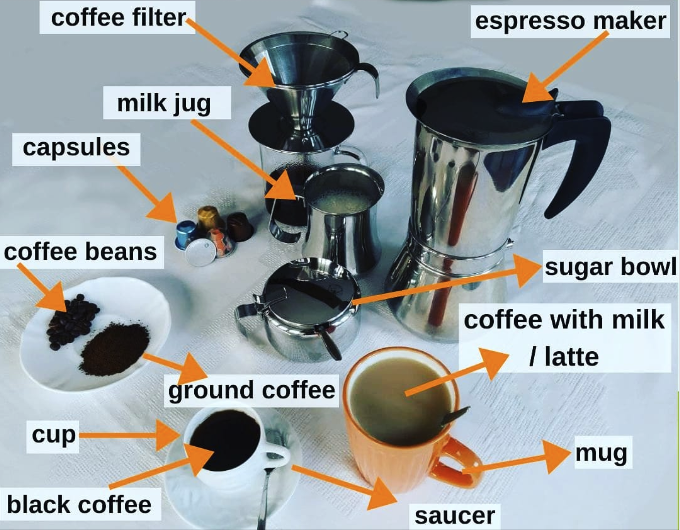 coffee filter
espresso maker
milk jug
capsules
coffee beans
sugar bowl
coffee with milk
/ latte
ground coffee
cup
mug
black coffee
saucer